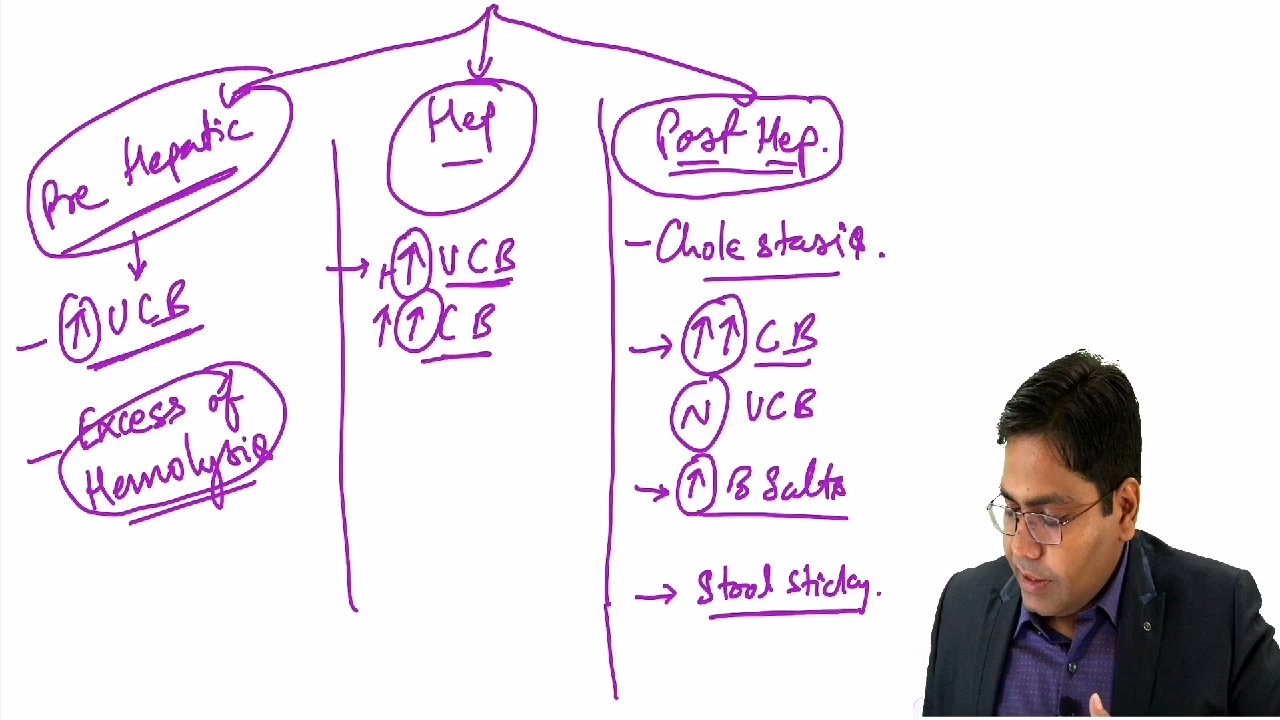 Pre Hepatic
↑ UCB
- Excess of
Hemolysis
Hep
→ ↑ UCB
↑↑ CB
Post Hep.
- Cholestasis.
→ ↑↑ CB
N UCB
→ ↑ B Salts
→ Stool sticky.